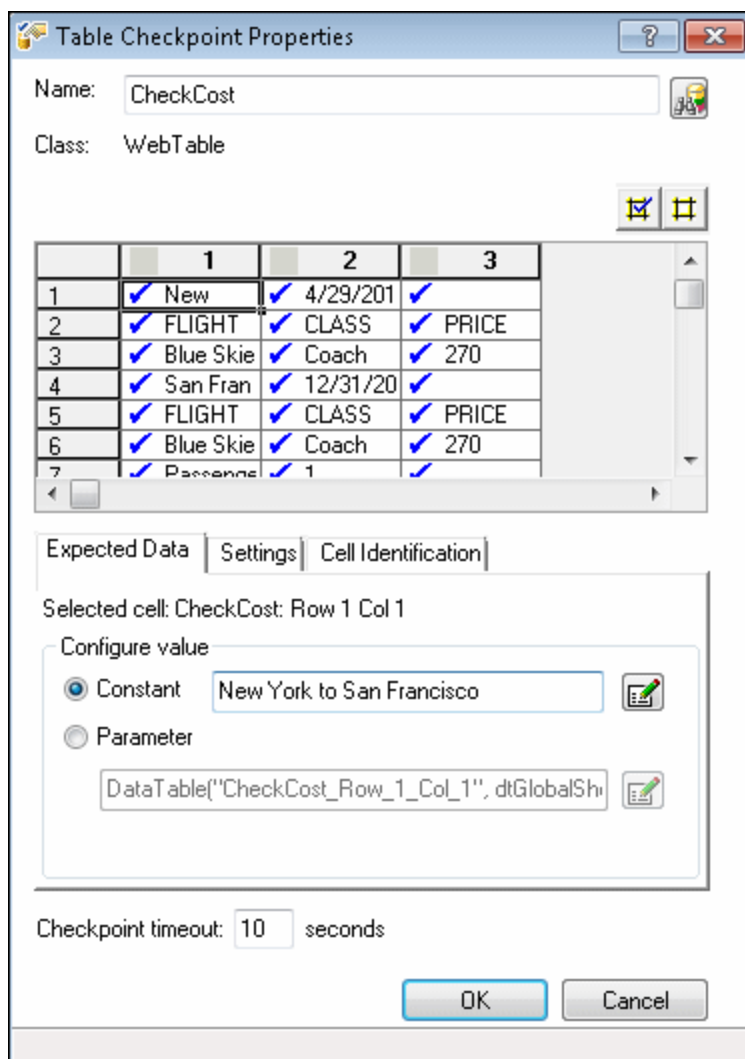 Table Checkpoint Properties
Name: CheckCost
Class: WebTable
1 2 3
1 New 4/29/201
2 FLIGHT CLASS PRICE
3 Blue Skie Coach 270
4 San Fran 12/31/20
5 FLIGHT CLASS PRICE
6 Blue Skie Coach 270
7 Passenge 1
Expected Data Settings Cell Identification
Selected cell: CheckCost: Row 1 Col 1
Configure value
Constant New York to San Francisco
Parameter
DataTable("CheckCost_Row_1_Col_1", dtGlobalSh
Checkpoint timeout: 10 seconds
OK Cancel